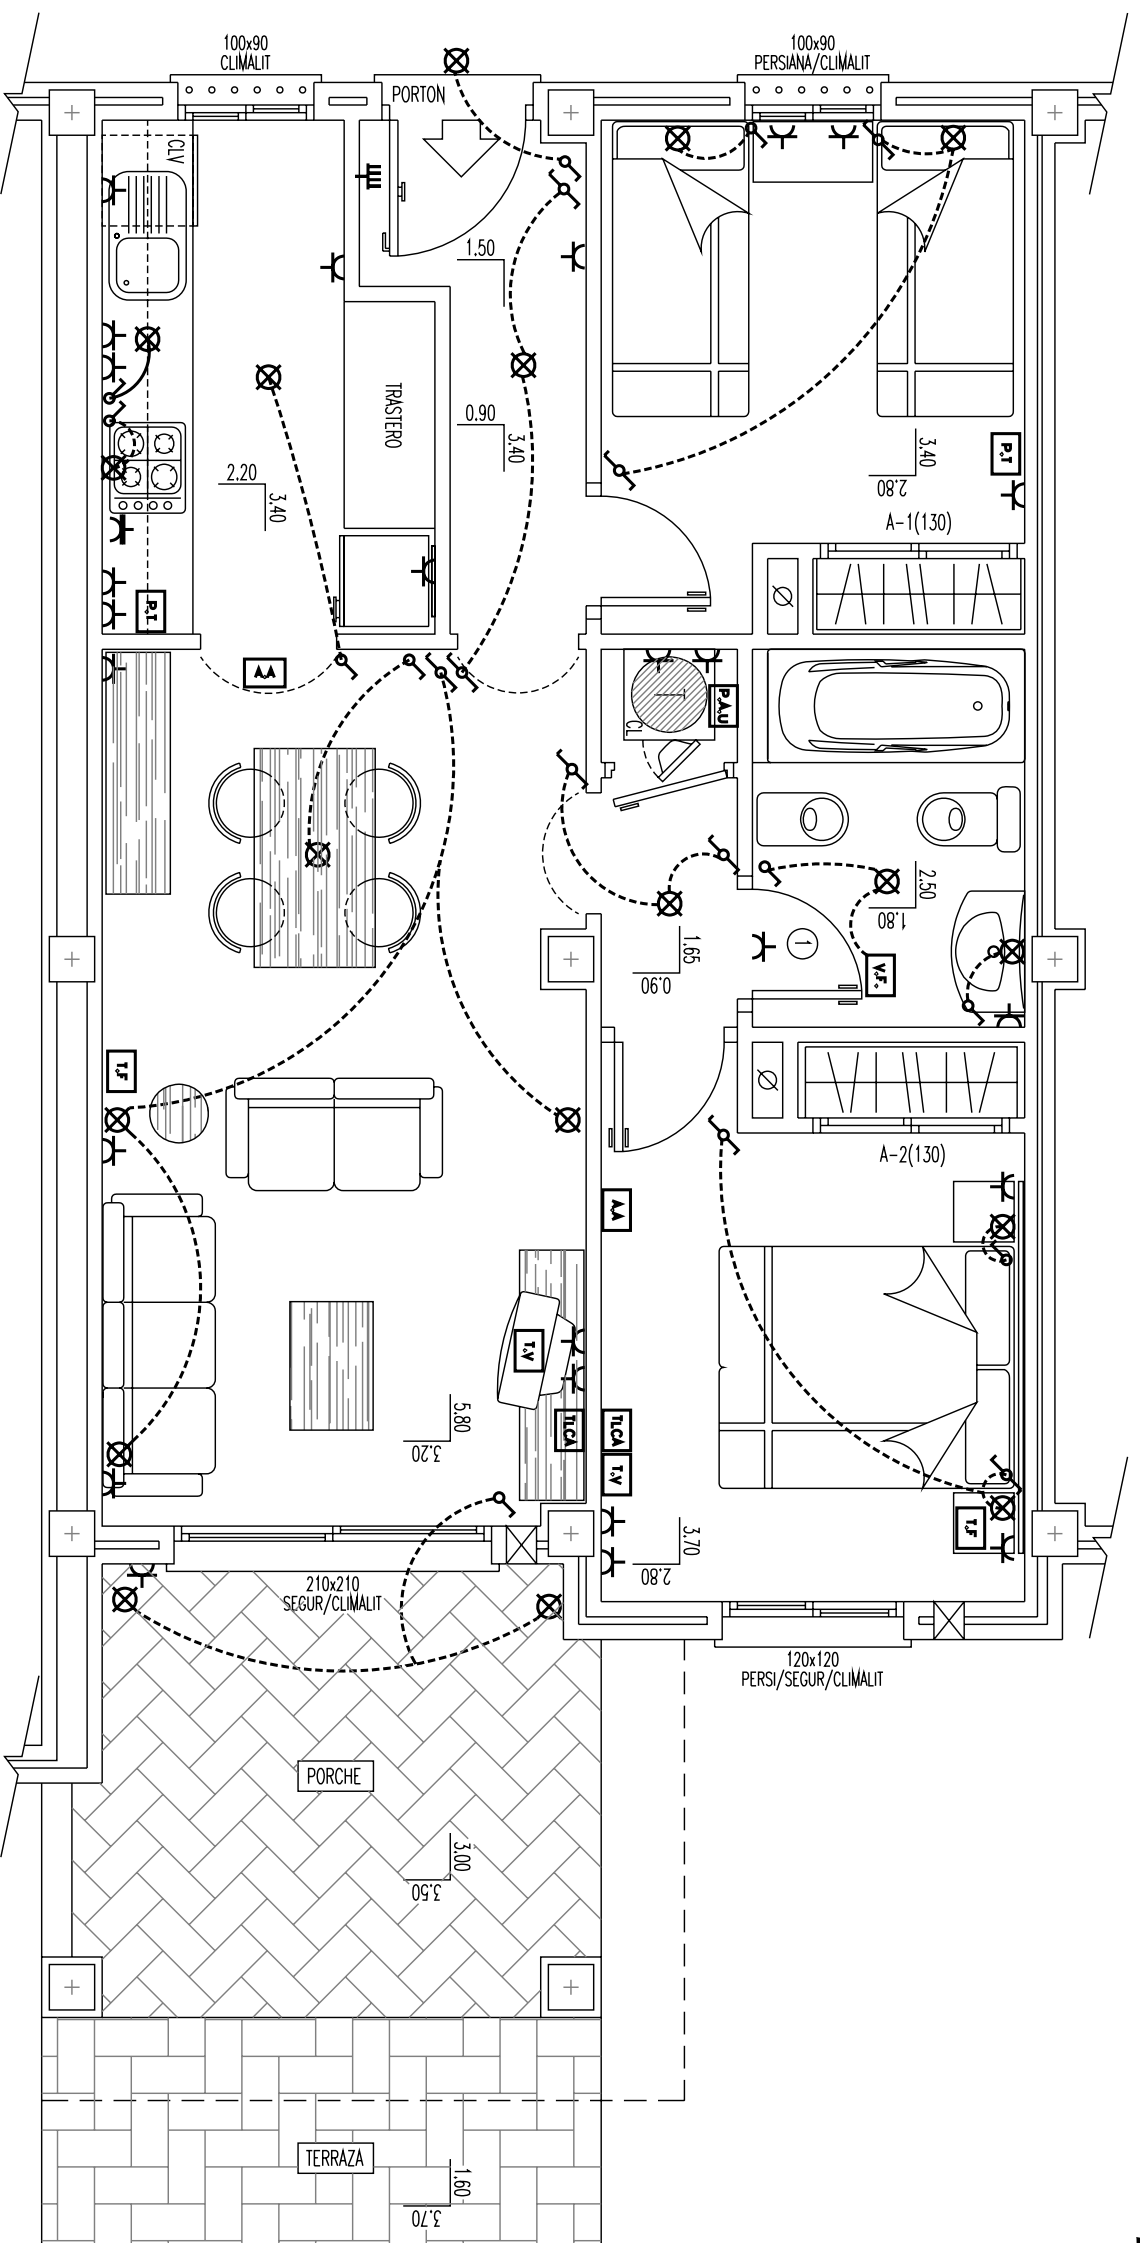 100x90
CLIMALIT
100x90
PERSIANA/CLIMALIT
PORTON
CLV
1.50
TRASTERO
0.90
3.40
2.20
3.40
3.40
2.80
P.T
A-1(130)
P.T
A.A
P.A.U
CL
2.50
1.80
1
V.F.
1.65
0.90
T.F
A-2(130)
A.A
T.V
5.80
3.20
TLCA
TLCA
T.V
T.F
3.70
2.80
210x210
SEGUR/CLIMALIT
120x120
PERSI/SEGUR/CLIMALIT
PORCHE
3.00
3.50
TERRAZA
1.60
3.70